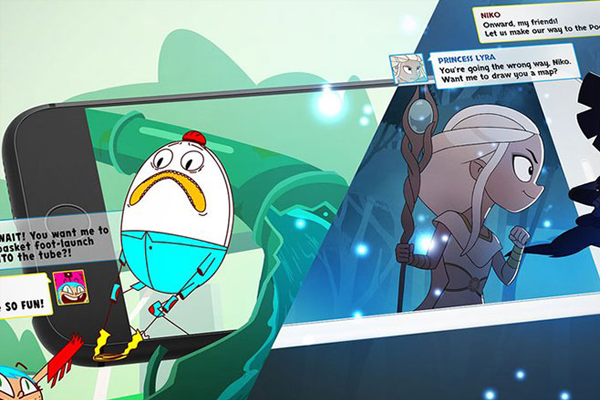 NIKO
Onward, my friends!
Let us make our way to the
PRINCESS LYRA
You're going the wrong way, Niko.
Want me to draw you a map?
WAIT! You want me to
basket foot-launch
TO the tube?!
SO FUN!